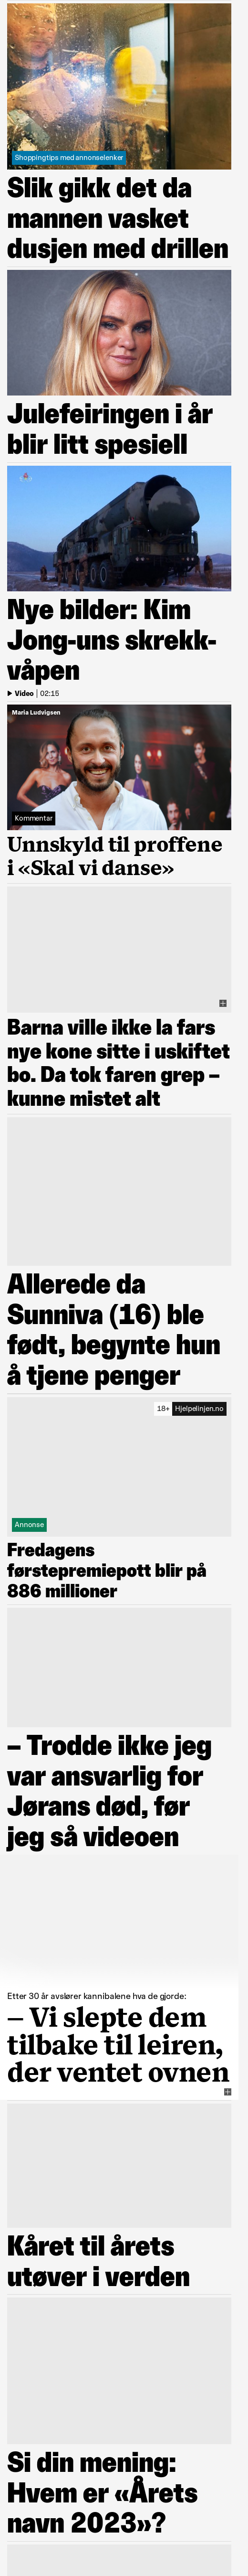 Shoppingtips med annonselenker
Slik gikk det da
mannen vasket
dusjen med drillen
Julefeiringen i år
blir litt spesiell
Nye bilder: Kim
Jong-uns skrekk-
våpen
Video | 02:15
Maria Ludvigsen
Kommentar
Unnskyld til proffene
i «Skal vi danse»
Barna ville ikke la fars
nye kone sitte i uskiftet
bo. Da tok faren grep –
kunne mistet alt
Allerede da
Sunniva (16) ble
født, begynte hun
å tjene penger
18+ Hjelpelinjen.no
Annonse
Fredagens
førstepremiepott blir på
886 millioner
– Trodde ikke jeg
var ansvarlig for
Jørans død, før
jeg så videoen
Etter 30 år avslører kannibalene hva de gjorde:
– Vi slepte dem
tilbake til leiren,
der ventet ovnen
Kåret til årets
utøver i verden
Si din mening:
Hvem er «Årets
navn 2023»?